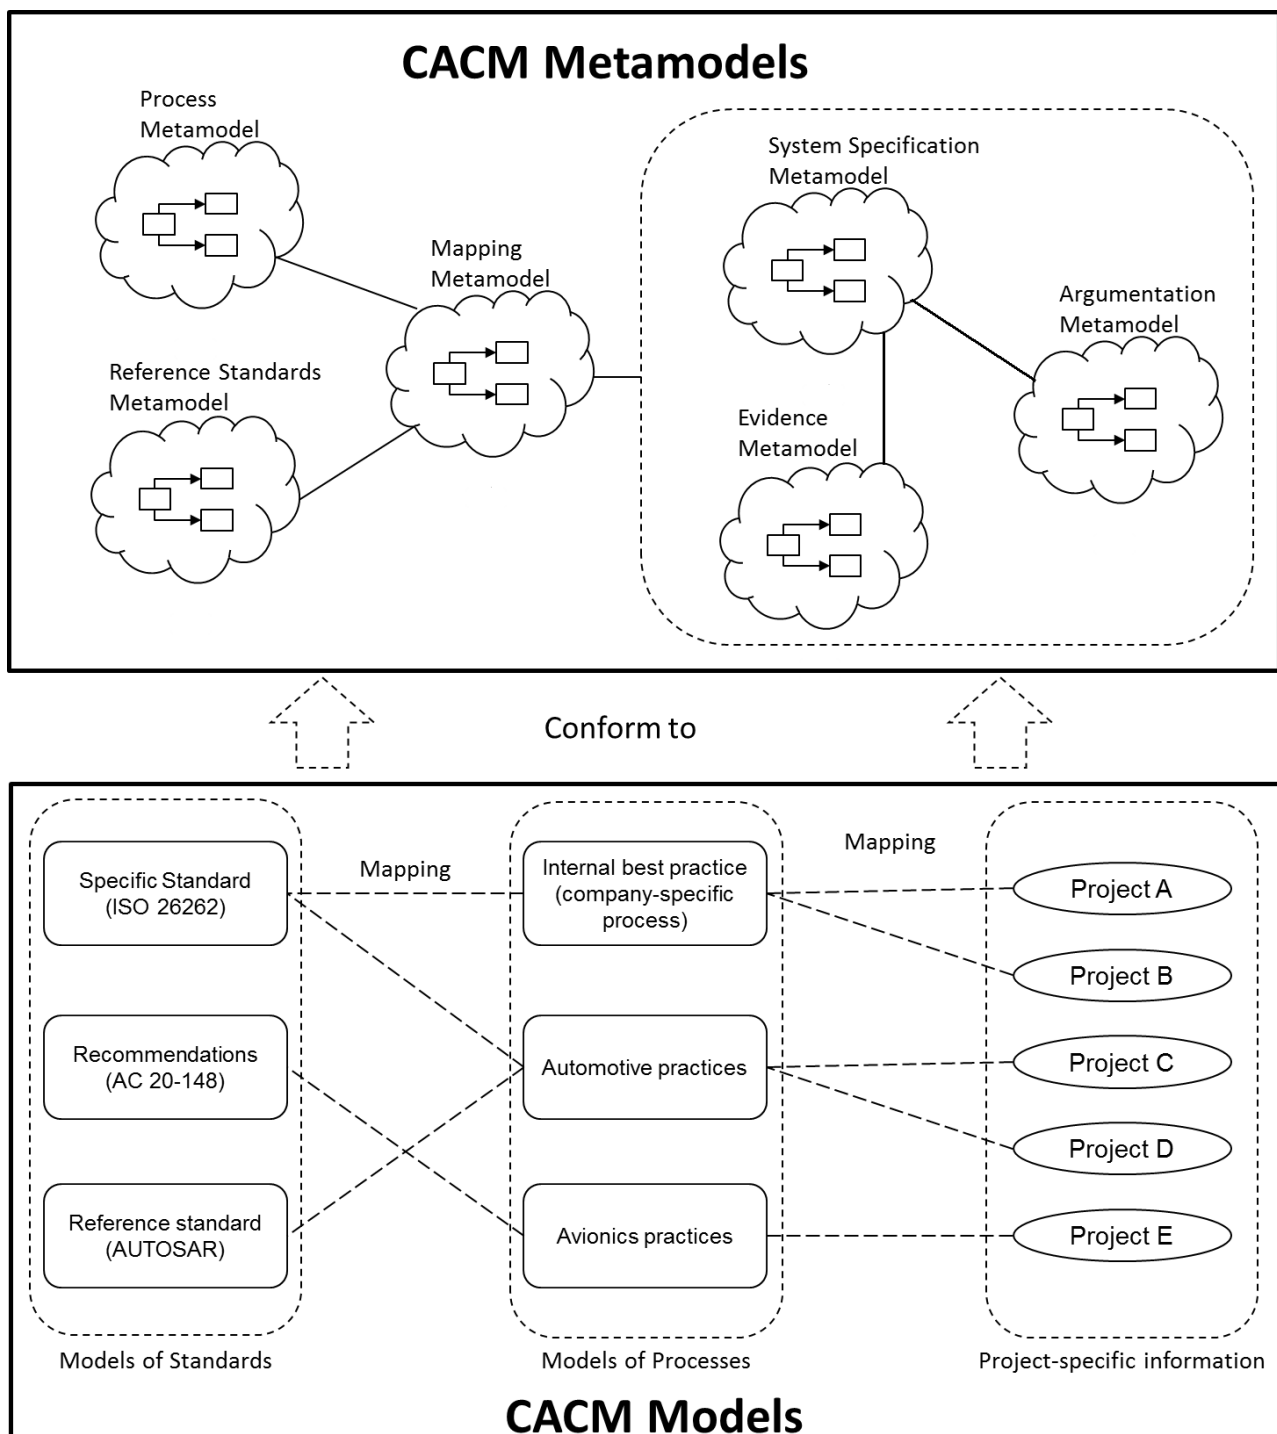 CACM Metamodels
Process
Metamodel
System Specification
Metamodel
Mapping
Metamodel
Argumentation
Metamodel
Reference Standards
Metamodel
Evidence
Metamodel
Conform to
Specific Standard
(ISO 26262)
Mapping
Internal best practice
(company-specific
process)
Mapping
Project A
Project B
Recommendations
(AC 20-148)
Automotive practices
Project C
Project D
Reference standard
(AUTOSAR)
Avionics practices
Project E
Models of Standards
Models of Processes
Project-specific information
CACM Models